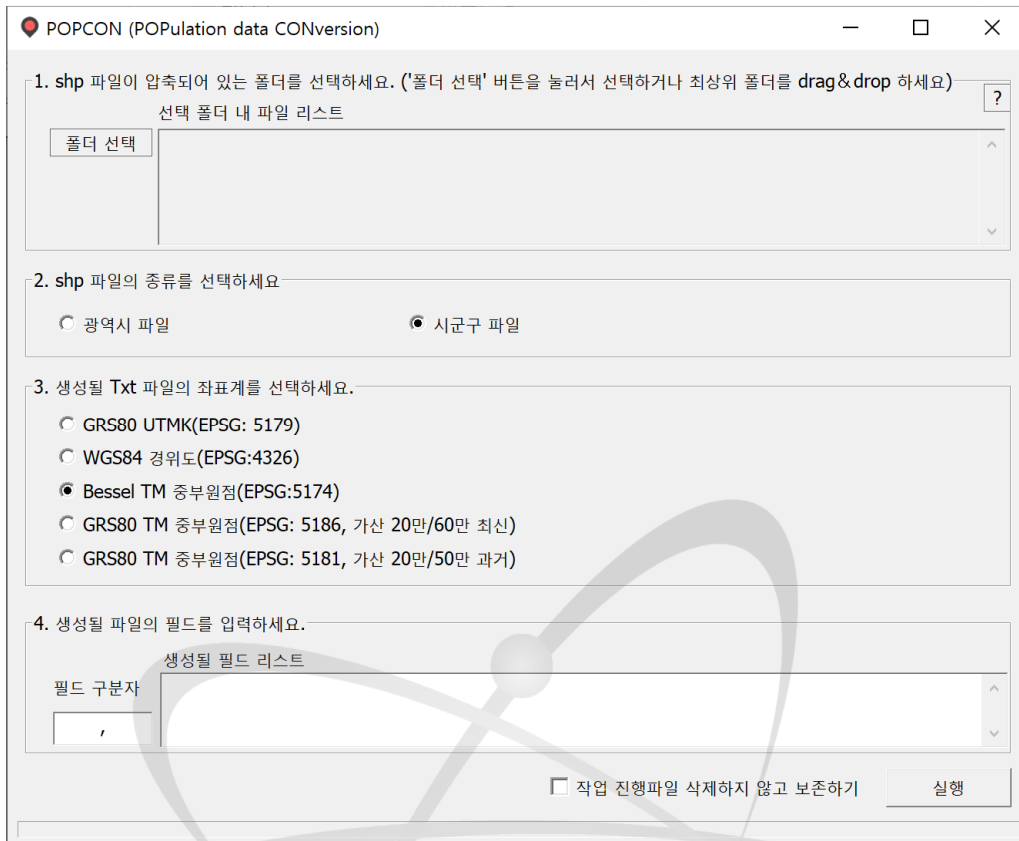 POPCON (POPulation data CONversion)
1. shp 파일이 압축되어 있는 폴더를 선택하세요. ('폴더 선택' 버튼을 눌러서 선택하거나 최상위 폴더를 drag&drop 하세요)
?
선택 폴더 내 파일 리스트
폴더 선택
2. shp 파일의 종류를 선택하세요
광역시 파일 시군구 파일
3. 생성될 Txt 파일의 좌표계를 선택하세요.
GRS80 UTMK(EPSG: 5179)
WGS84 경위도(EPSG:4326)
Bessel TM 중부원점(EPSG:5174)
GRS80 TM 중부원점(EPSG: 5186, 가산 20만/60만 최신)
GRS80 TM 중부원점(EPSG: 5181, 가산 20만/50만 과거)
4. 생성될 파일의 필드를 입력하세요.
생성될 필드 리스트
필드 구분자
,
작업 진행파일 삭제하지 않고 보존하기 실행